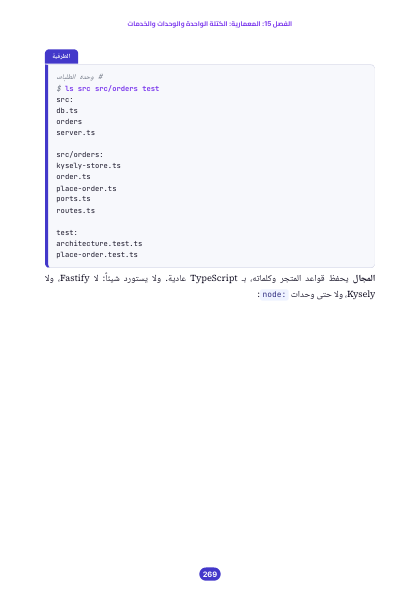 الفصل 15: المعمارية: الكتلة الواحدة والوحدات والخدمات
الطرفية
# وحدة الطلبات
$ ls src src/orders test
src:
db.ts
orders
server.ts
src/orders:
kysely-store.ts
order.ts
place-order.ts
ports.ts
routes.ts
test:
architecture.test.ts
place-order.test.ts
المجال يحفظ قواعد المتجر وكلماته، بـ TypeScript عادية. ولا يستورد شيئاً: لا Fastify، ولا
Kysely، ولا حتى وحدات node: :
269